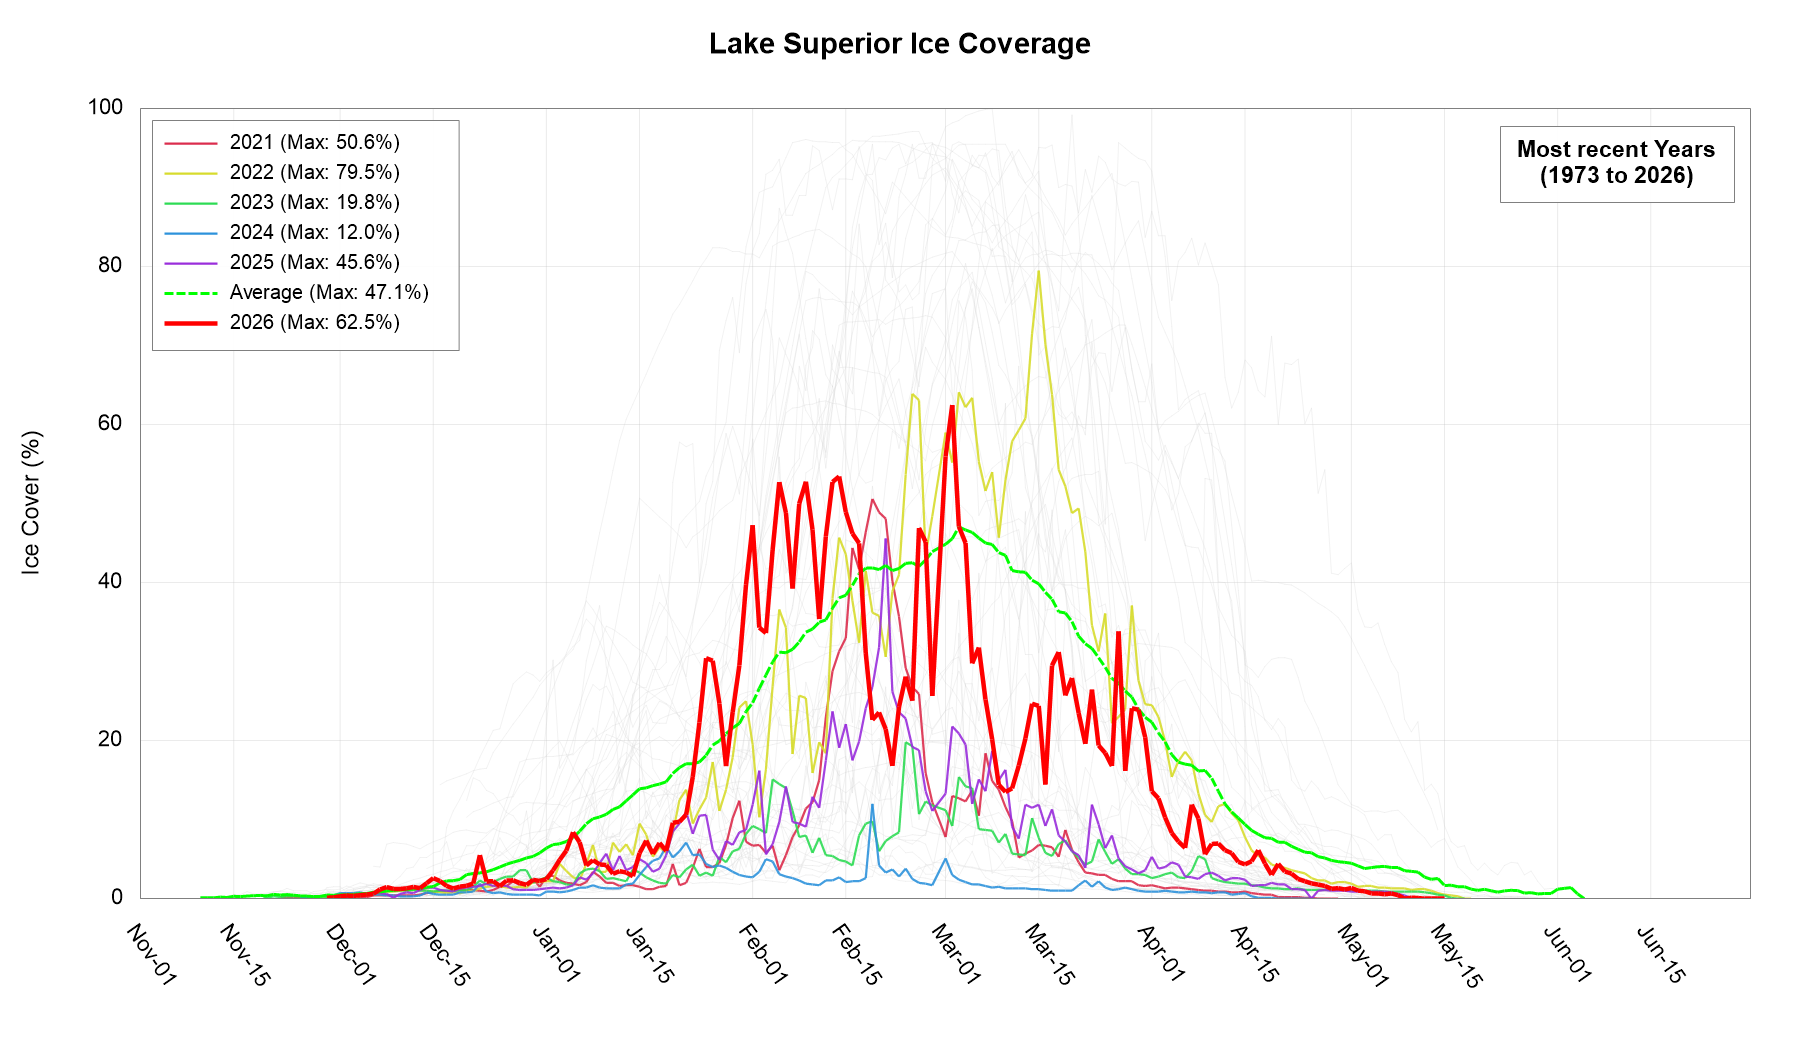 Lake Superior Ice Coverage
2021 (Max: 50.6%)
2022 (Max: 79.5%)
2023 (Max: 19.8%)
2024 (Max: 12.0%)
2025 (Max: 45.6%)
Average (Max: 47.1%)
2026 (Max: 62.5%)
Most recent Years
(1973 to 2026)
Ice Cover (%)
100
80
60
40
20
0
Nov-01
Nov-15
Dec-01
Dec-15
Jan-01
Jan-15
Feb-01
Feb-15
Mar-01
Mar-15
Apr-01
Apr-15
May-01
May-15
Jun-01
Jun-15